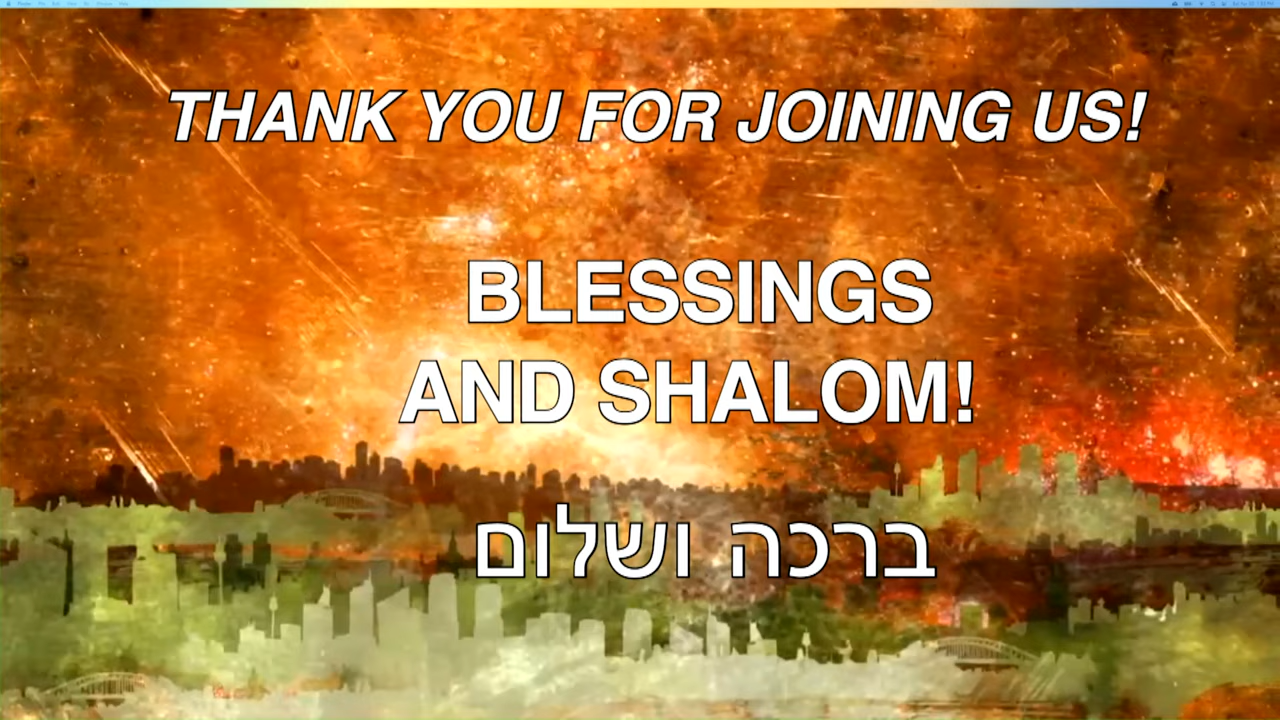 THANK YOU FOR JOINING US!
BLESSINGS
AND SHALOM!
ברכה ושלום